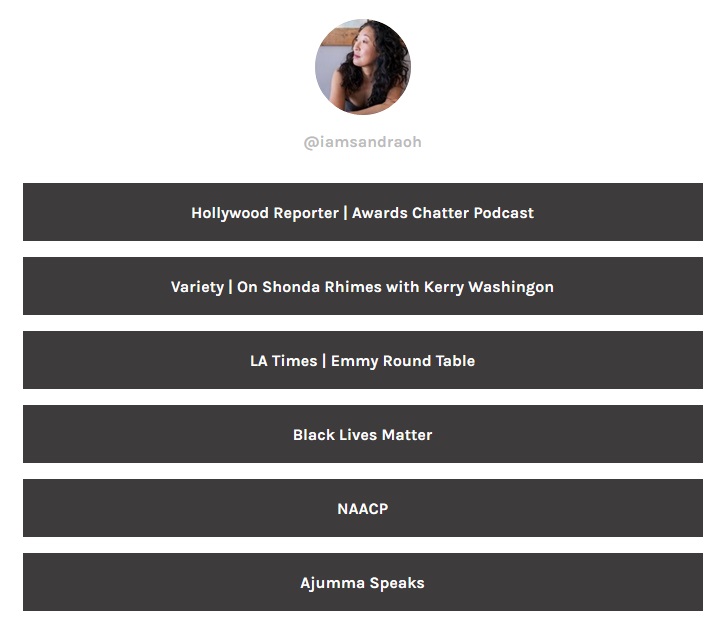 @iamsandraoh
Hollywood Reporter | Awards Chatter Podcast
Variety | On Shonda Rhimes with Kerry Washingon
LA Times | Emmy Round Table
Black Lives Matter
NAACP
Ajumma Speaks